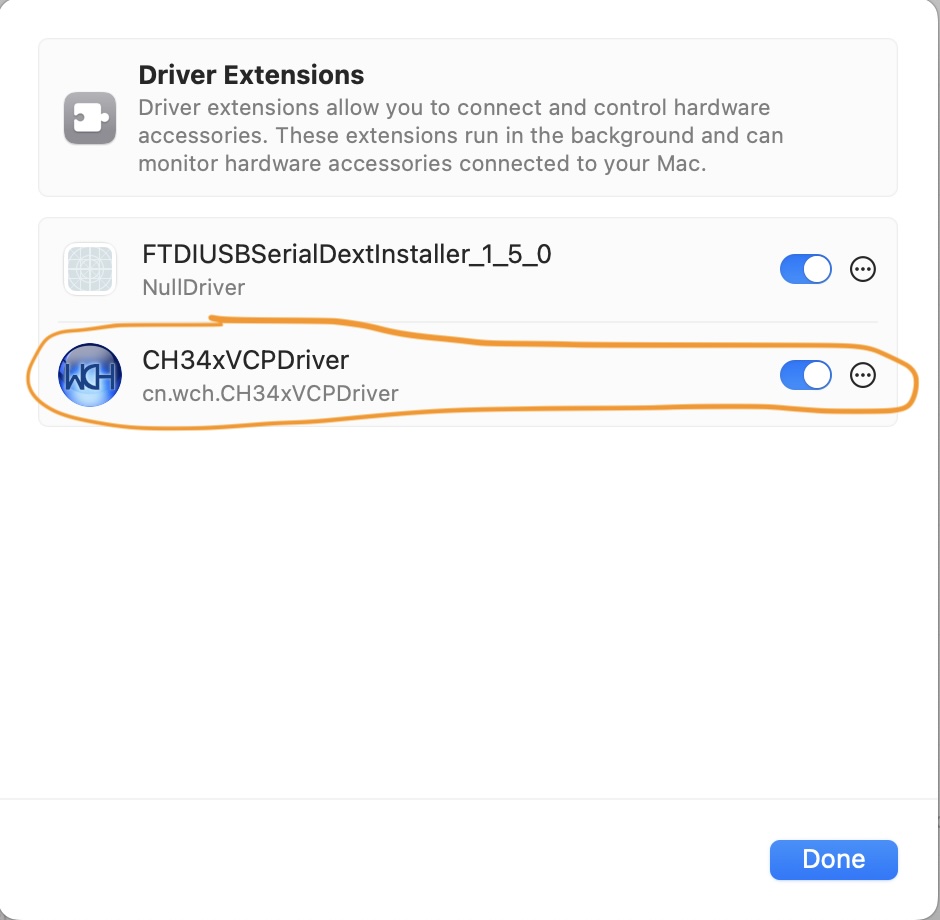 Driver Extensions
Driver extensions allow you to connect and control hardware
accessories. These extensions run in the background and can
monitor hardware accessories connected to your Mac.
FTDIUSBSerialDextInstaller_1_5_0
NullDriver
WCH
CH34xVCPDriver
cn.wch.CH34xVCPDriver
Done